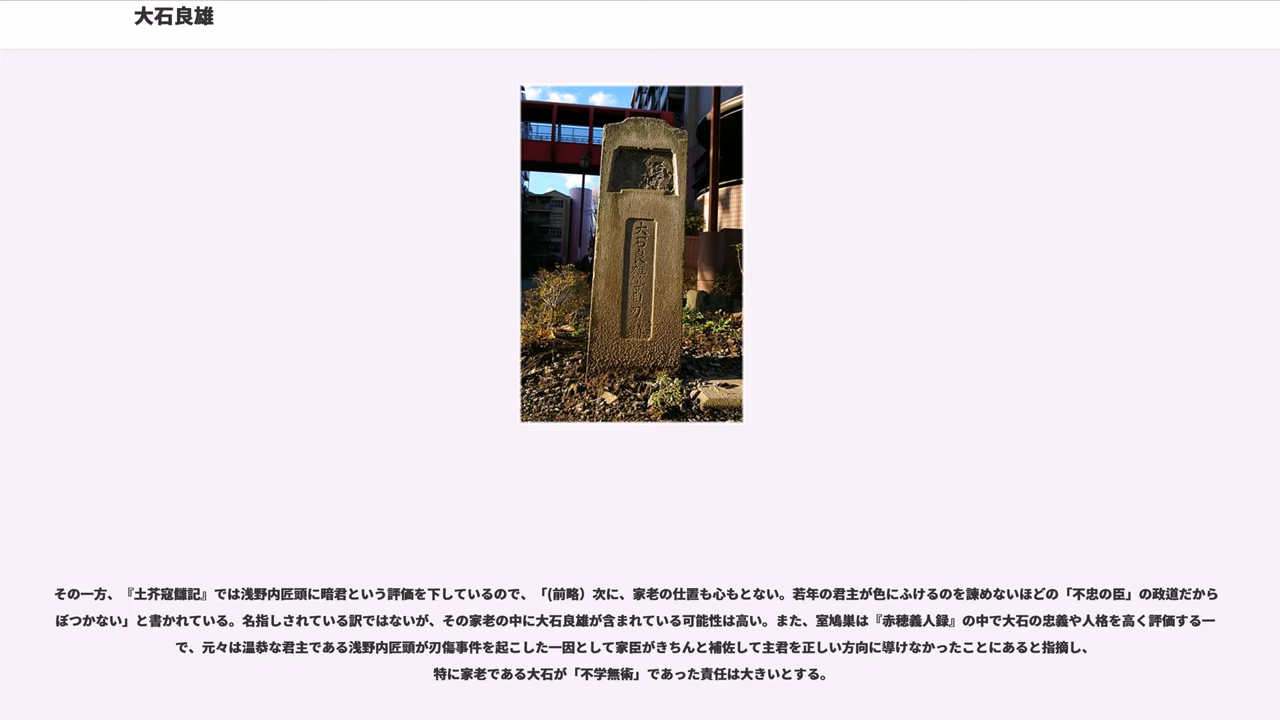 大石良雄
大石良雄
その一方、『土芥寇讎記』では浅野内匠頭に暗君という評価を下しているので、「(前略）次に、家老の仕置も心もとない。若年の君主が色にふけるのを諫めないほどの「不忠の臣」の政道だから
ぼつかない」と書かれている。名指しされている訳ではないが、その家老の中に大石良雄が含まれている可能性は高い。また、室鳩巣は『赤穂義人録』の中で大石の忠義や人格を高く評価する一
で、元々は温恭な君主である浅野内匠頭が刃傷事件を起こした一因として家臣がきちんと補佐して主君を正しい方向に導けなかったことにあると指摘し、
特に家老である大石が「不学無術」であった責任は大きいとする。